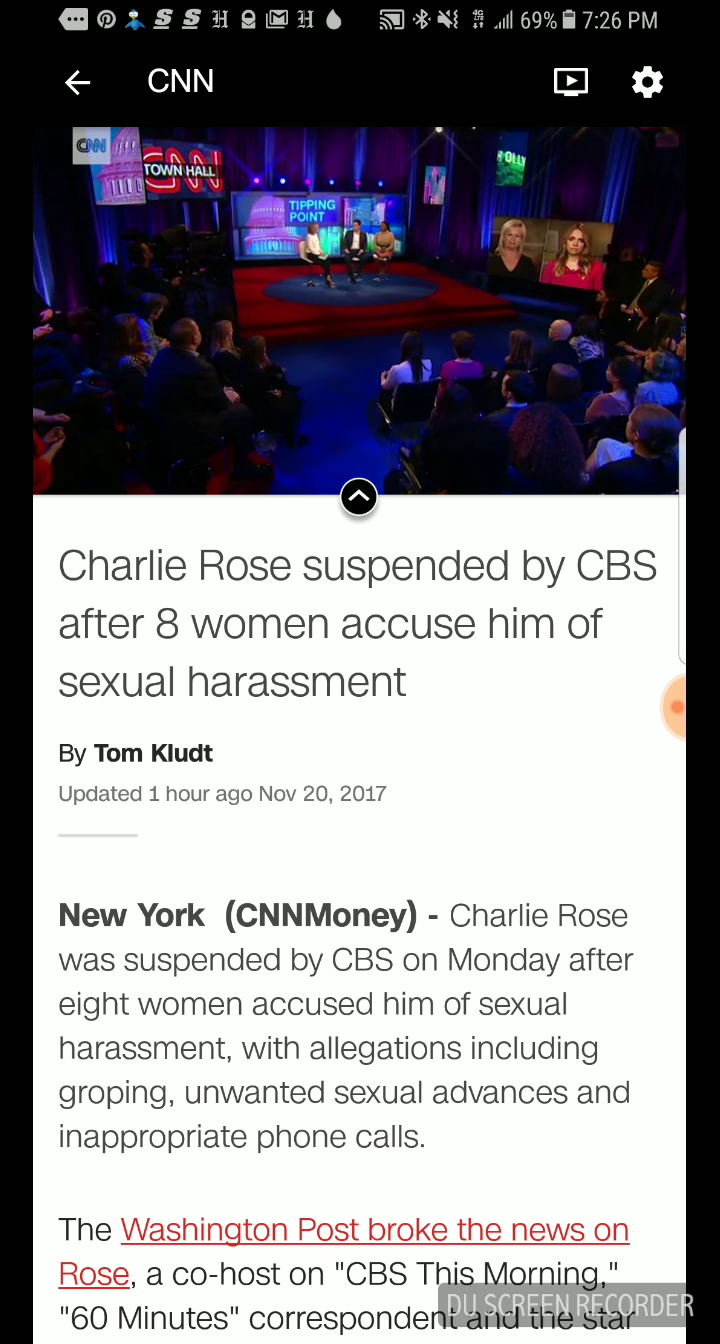 4G LTE 69% 7:26 PM
CNN
CNN
TOWN HALL
TIPPING
POINT
Charlie Rose suspended by CBS
after 8 women accuse him of
sexual harassment
By Tom Kludt
Updated 1 hour ago Nov 20, 2017
New York (CNNMoney) - Charlie Rose
was suspended by CBS on Monday after
eight women accused him of sexual
harassment, with allegations including
groping, unwanted sexual advances and
inappropriate phone calls.
The Washington Post broke the news on
Rose, a co-host on "CBS This Morning,"
"60 Minutes" correspondent and the star
DU SCREEN RECORDER